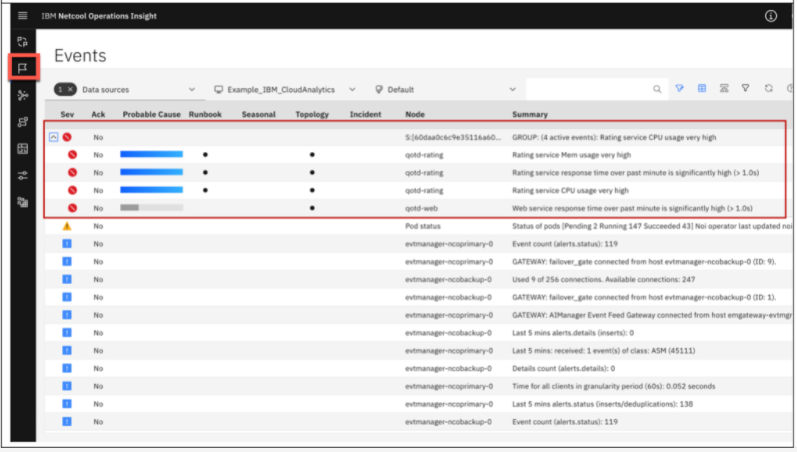 IBM Netcool Operations Insight
Events
1 × Data sources Example_IBM_CloudAnalytics Default
Sev Ack Probable Cause Runbook Seasonal Topology Incident Node Summary
No S:[60daa0c6c9e35116a60... GROUP: (4 active events): Rating service CPU usage very high
No qotd-rating Rating service Mem usage very high
No qotd-rating Rating service response time over past minute is significantly high (> 1.0s)
No qotd-rating Rating service CPU usage very high
No qotd-web Web service response time over past minute is significantly high (> 1.0s)
No Pod status Status of pods [Pending 2 Running 147 Succeeded 43] Noi operator last updated noi
No evtmanager-ncoprimary-0 Event count (alerts.status): 119
No evtmanager-ncoprimary-0 GATEWAY: failover_gate connected from host evtmanager-ncobackup-0 (ID: 9).
No evtmanager-ncobackup-0 Used 9 of 256 connections. Available connections: 247
No evtmanager-ncobackup-0 GATEWAY: failover_gate connected from host evtmanager-ncobackup-0 (ID: 1).
No evtmanager-ncoprimary-0 GATEWAY: AIManager Event Feed Gateway connected from host emgateway-evtmgr
No evtmanager-ncobackup-0 Last 5 mins alerts.details (inserts): 0
No evtmanager-ncoprimary-0 Last 5 mins: received: 1 event(s) of class: ASM (45111)
No evtmanager-ncobackup-0 Details count (alerts.details): 0
No evtmanager-ncoprimary-0 Time for all clients in granularity period (60s): 0.052 seconds
No evtmanager-ncoprimary-0 Last 5 mins alerts.status (inserts/deduplications): 138
No evtmanager-ncobackup-0 Event count (alerts.status): 119